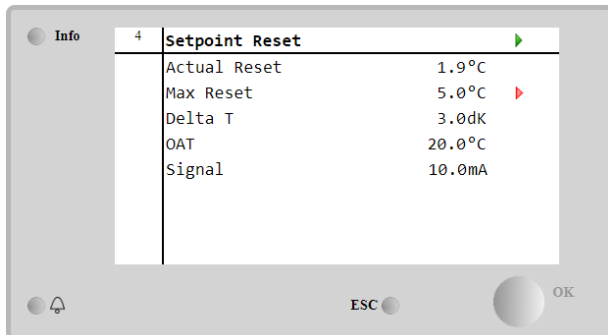 Info
4 Setpoint Reset
Actual Reset 1.9°C
Max Reset 5.0°C
Delta T 3.0dK
OAT 20.0°C
Signal 10.0mA
ESC
OK